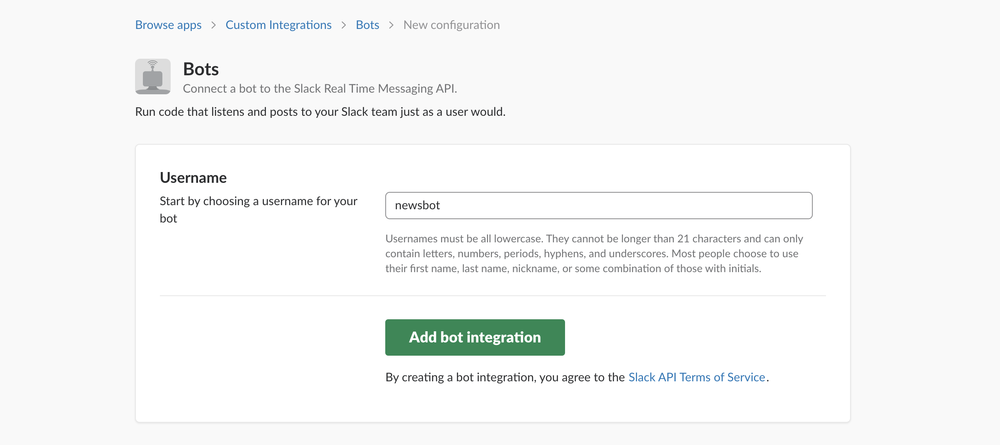 Browse apps > Custom Integrations > Bots > New configuration
Bots
Connect a bot to the Slack Real Time Messaging API.
Run code that listens and posts to your Slack team just as a user would.
Username
Start by choosing a username for your
bot
newsbot
Usernames must be all lowercase. They cannot be longer than 21 characters and can only
contain letters, numbers, periods, hyphens, and underscores. Most people choose to use
their first name, last name, nickname, or some combination of those with initials.
Add bot integration
By creating a bot integration, you agree to the Slack API Terms of Service.